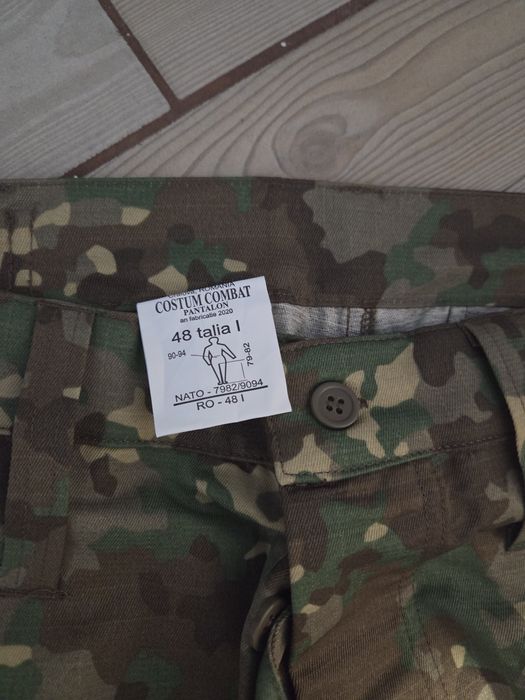 ROMANIA
COSTUM COMBAT
PANTALON
an fabricatie 2020
48 talia I
90-94
79-82
NATO - 7982/9094
RO - 48 I